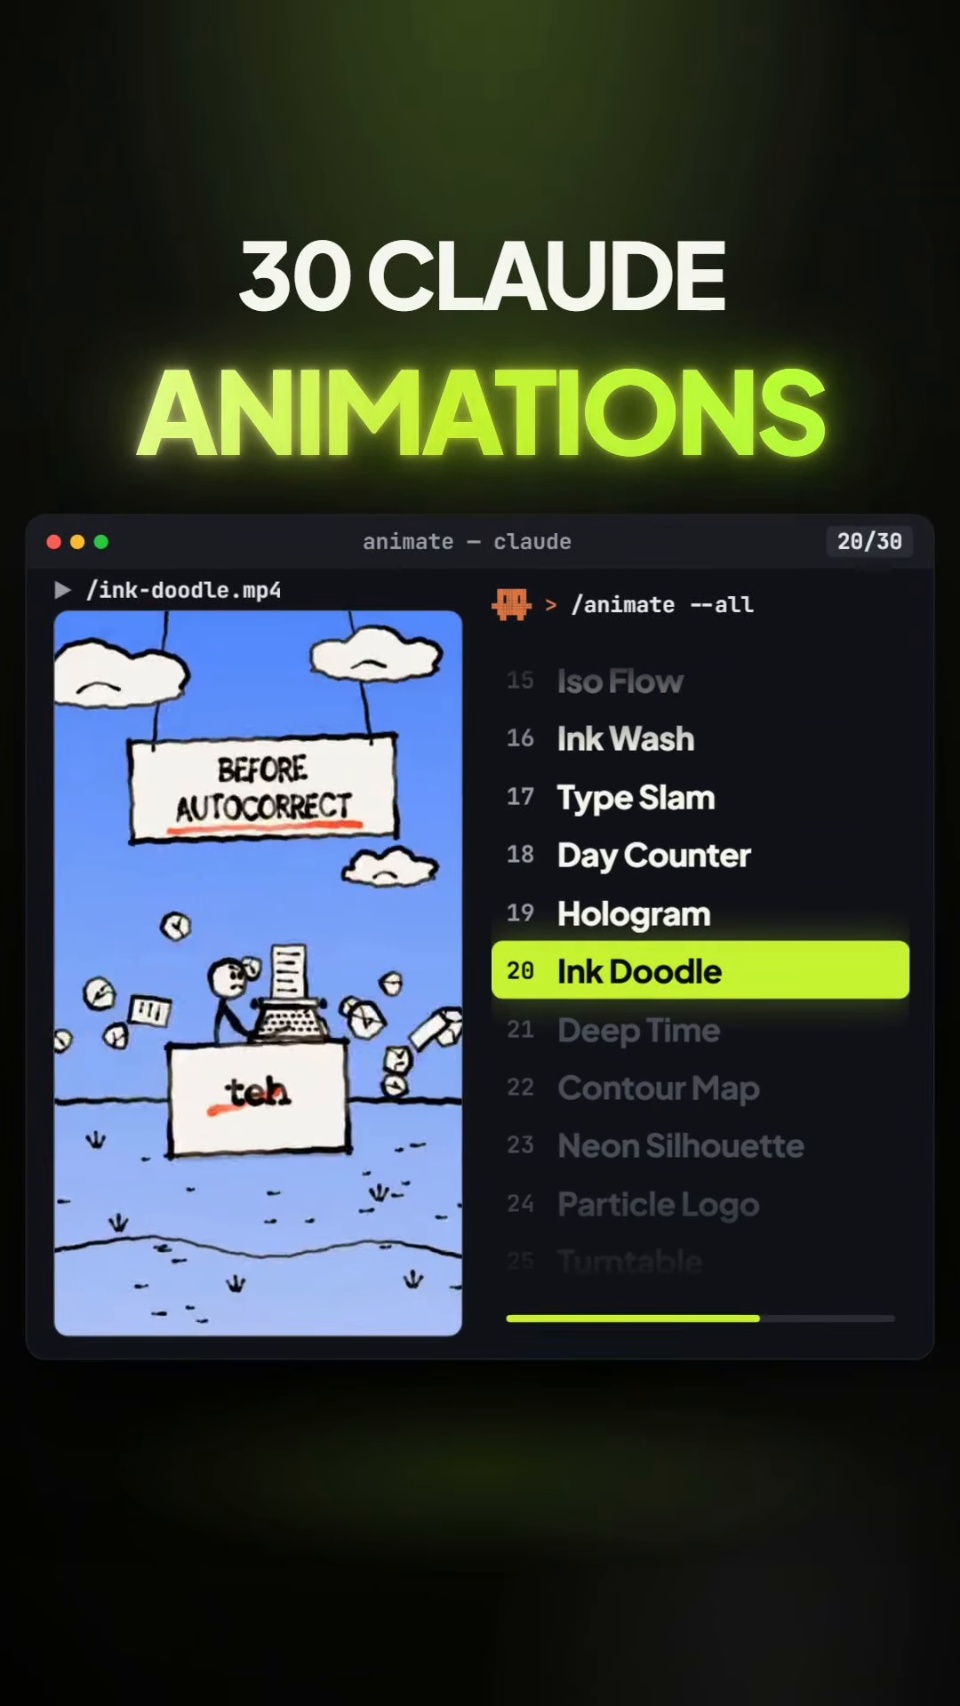 30 CLAUDE
ANIMATIONS
animate — claude
20/30
/ink-doodle.mp4
BEFORE
AUTOCORRECT
teh
> /animate --all
15 Iso Flow
16 Ink Wash
17 Type Slam
18 Day Counter
19 Hologram
20 Ink Doodle
21 Deep Time
22 Contour Map
23 Neon Silhouette
24 Particle Logo
25 Turntable